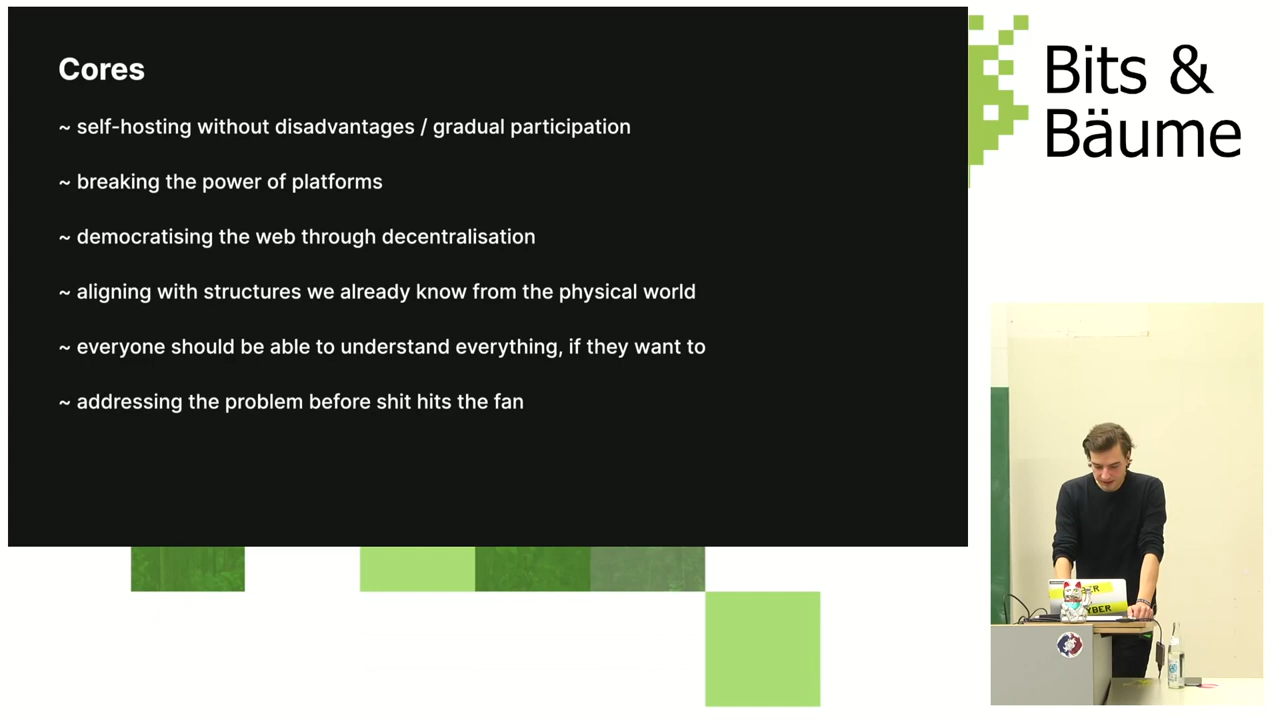 Cores
~ self-hosting without disadvantages / gradual participation
~ breaking the power of platforms
~ democratising the web through decentralisation
~ aligning with structures we already know from the physical world
~ everyone should be able to understand everything, if they want to
~ addressing the problem before shit hits the fan
Bits &
Bäume